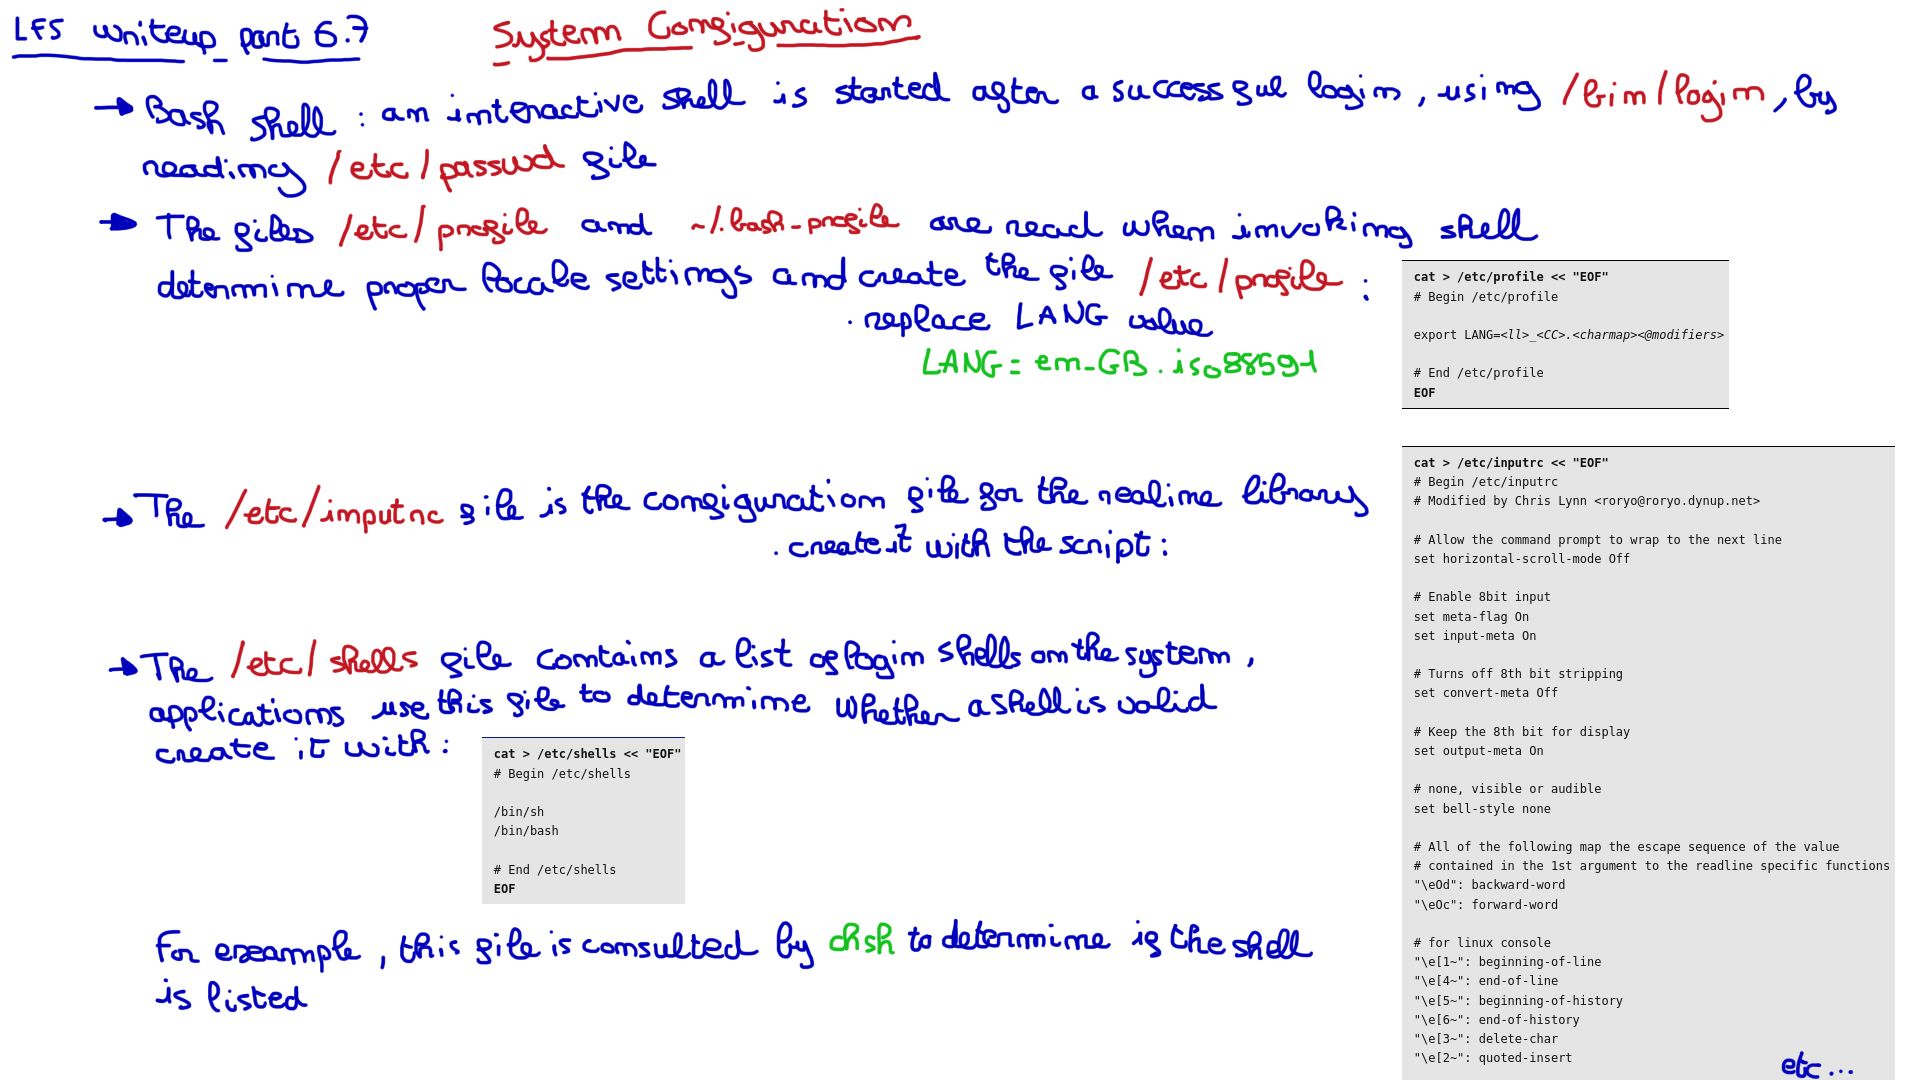 LFS writeup part 6.7
System Configuration
→ Bash shell : an interactive shell is started after a successful login, using /bin/login, by
reading /etc/passwd file
→ The files /etc/profile and ~/.bash_profile are read when invoking shell
determine proper locale settings and create the file /etc/profile :
. replace LANG value
LANG = en_GB.iso88591
cat > /etc/profile << "EOF"
# Begin /etc/profile
export LANG=<ll>_<CC>.<charmap><@modifiers>
# End /etc/profile
EOF
→ The /etc/inputrc file is the configuration file for the realine library
. create it with the script :
cat > /etc/inputrc << "EOF"
# Begin /etc/inputrc
# Modified by Chris Lynn <roryo@roryo.dynup.net>
# Allow the command prompt to wrap to the next line
set horizontal-scroll-mode Off
# Enable 8bit input
set meta-flag On
set input-meta On
# Turns off 8th bit stripping
set convert-meta Off
# Keep the 8th bit for display
set output-meta On
# none, visible or audible
set bell-style none
# All of the following map the escape sequence of the value
# contained in the 1st argument to the readline specific functions
"\eOd": backward-word
"\eOc": forward-word
# for linux console
"\e[1~": beginning-of-line
"\e[4~": end-of-line
"\e[5~": beginning-of-history
"\e[6~": end-of-history
"\e[3~": delete-char
"\e[2~": quoted-insert
etc...
→ The /etc/shells file contains a list of login shells on the system,
applications use this file to determine whether a shell is valid
create it with :
cat > /etc/shells << "EOF"
# Begin /etc/shells
/bin/sh
/bin/bash
# End /etc/shells
EOF
For example, this file is consulted by chsh to determine if the shell
is listed